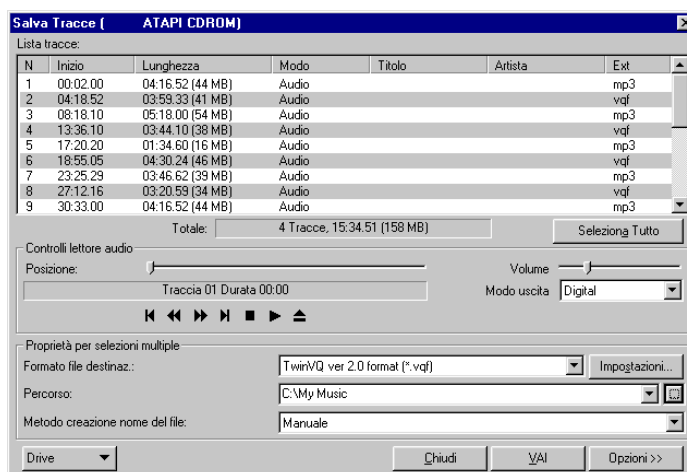 Salva Tracce ( ATAPI CDROM)
Lista tracce:
N Inizio Lunghezza Modo Titolo Artista Ext
1 00:02.00 04:16.52 (44 MB) Audio mp3
2 04:18.52 03:59.33 (41 MB) Audio vqf
3 08:18.10 05:18.00 (54 MB) Audio mp3
4 13:36.10 03:44.10 (38 MB) Audio vqf
5 17:20.20 01:34.60 (16 MB) Audio mp3
6 18:55.05 04:30.24 (46 MB) Audio vqf
7 23:25.29 03:46.62 (39 MB) Audio mp3
8 27:12.16 03:20.59 (34 MB) Audio vqf
9 30:33.00 04:16.52 (44 MB) Audio mp3
Totale: 4 Tracce, 15:34.51 (158 MB) Seleziona Tutto
Controlli lettore audio
Posizione: Volume
Traccia 01 Durata 00:00 Modo uscita Digital
Proprietà per selezioni multiple
Formato file destinaz.: TwinVQ ver 2.0 format (*.vqf) Impostazioni...
Percorso: C:\My Music
Metodo creazione nome del file: Manuale
Drive Chiudi VAI Opzioni >>